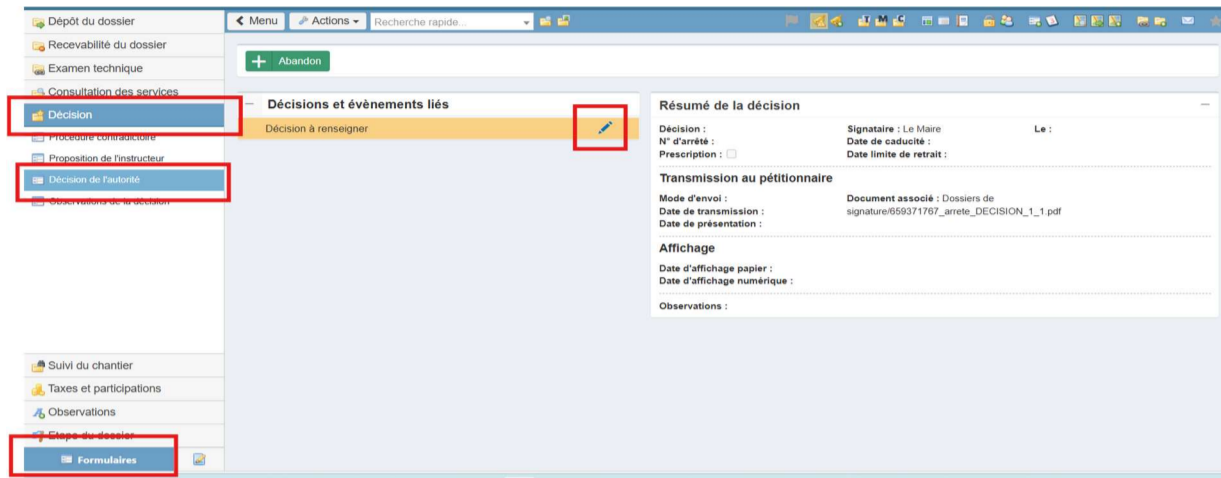 Dépôt du dossier
Recevabilité du dossier
Examen technique
Consultation des services
Décision
Procédure contradictoire
Proposition de l'instructeur
Décision de l'autorité
Observations de la décision
Suivi du chantier
Taxes et participations
Observations
Etape du dossier
Formulaires
Menu
Actions
Recherche rapide...
Abandon
Décisions et évènements liés
Décision à renseigner
Résumé de la décision
Décision : Signataire : Le Maire Le :
N° d'arrêté : Date de caducité :
Prescription : Date limite de retrait :
Transmission au pétitionnaire
Mode d'envoi : Document associé : Dossiers de
Date de transmission : signature/659371767_arrete_DECISION_1_1.pdf
Date de présentation :
Affichage
Date d'affichage papier :
Date d'affichage numérique :
Observations :